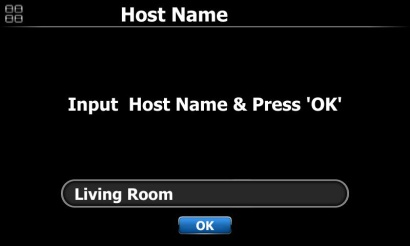 Host Name
Input Host Name & Press 'OK'
Living Room
OK